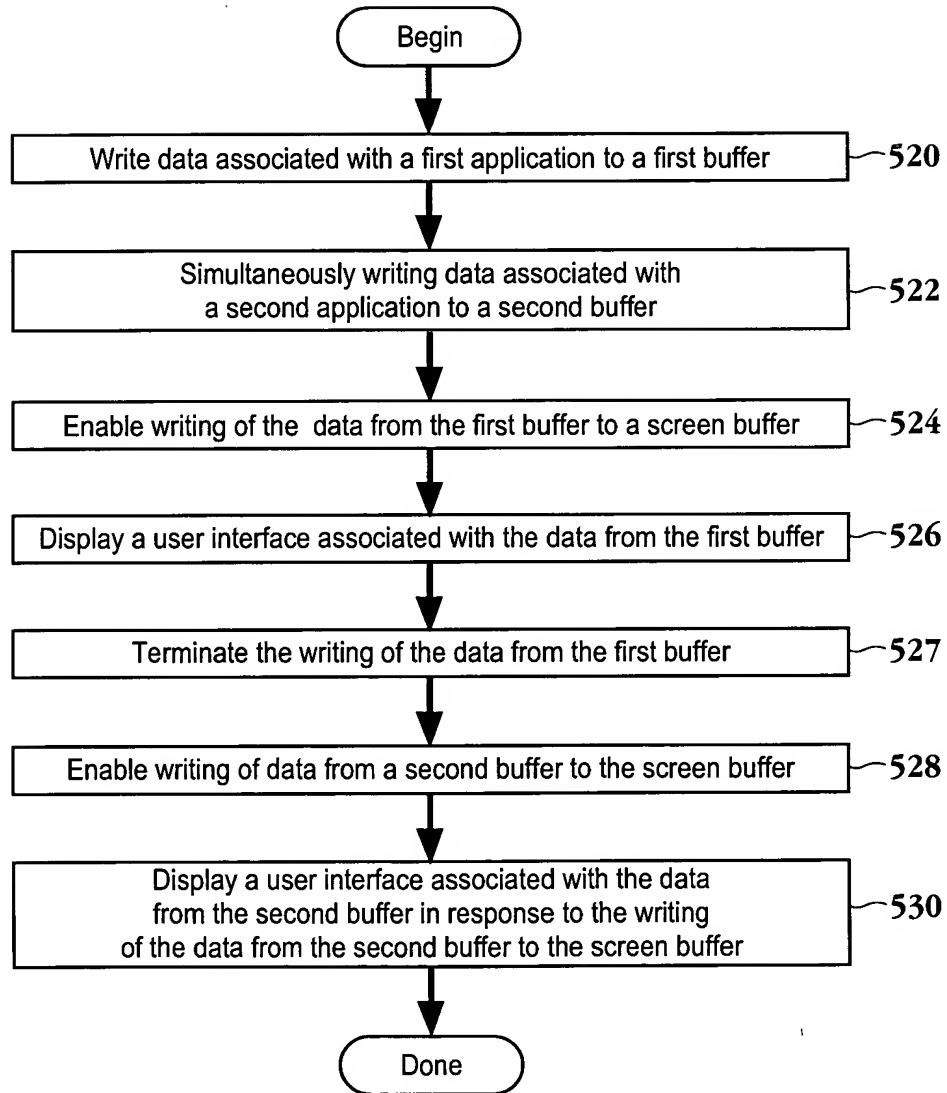 Begin
Write data associated with a first application to a first buffer
520
Simultaneously writing data associated with
a second application to a second buffer
522
Enable writing of the data from the first buffer to a screen buffer
524
Display a user interface associated with the data from the first buffer
526
Terminate the writing of the data from the first buffer
527
Enable writing of data from a second buffer to the screen buffer
528
Display a user interface associated with the data
from the second buffer in response to the writing
of the data from the second buffer to the screen buffer
530
Done